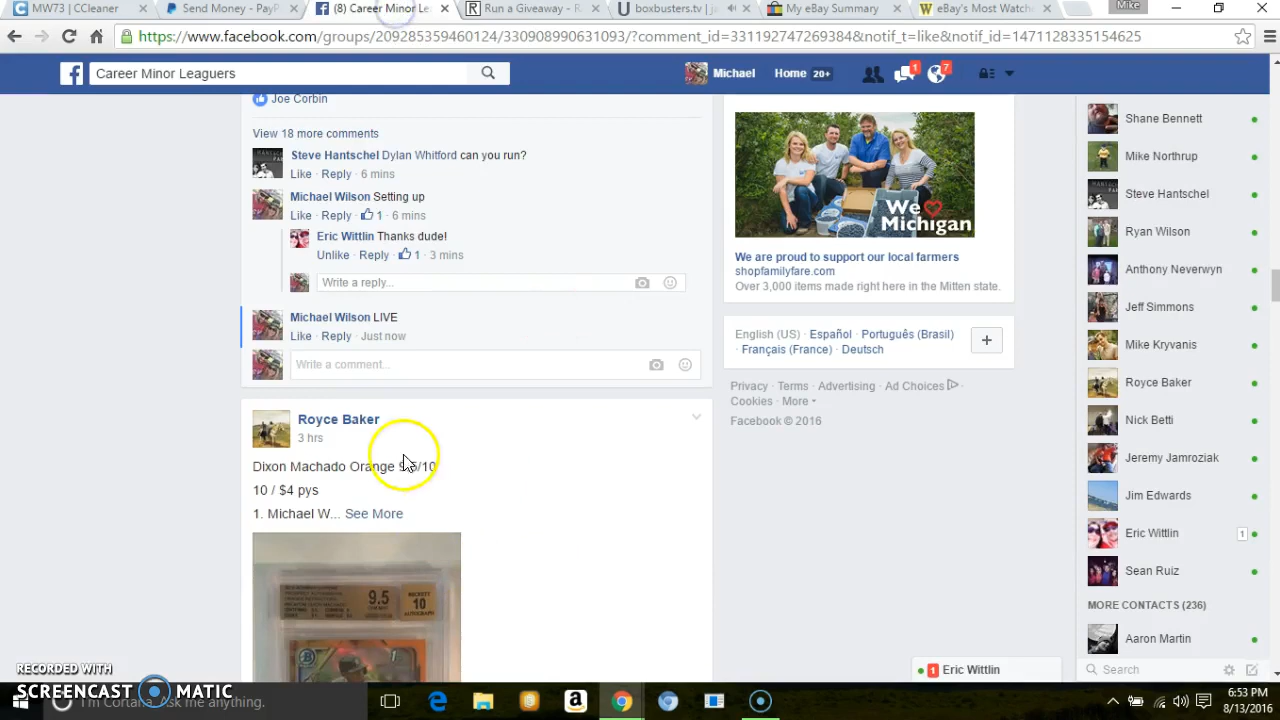 MW73 | CCleaner
Send Money - PayP
(8) Career Minor Lea
Run a Giveaway - R
boxbusters.tv | ja
My eBay Summary
eBay's Most Watch
Mike
https://www.facebook.com/groups/209285359460124/330908990631093/?comment_id=331192747269384&notif_t=like&notif_id=1471128335154625
Career Minor Leaguers
Michael
Home 20+
1
7
Joe Corbin
View 18 more comments
Steve Hantschel Dylan Whitford can you run?
Like · Reply · 6 mins
Michael Wilson Setting up
Like · Reply · 1 · 6 mins
Eric Wittlin Thanks dude!
Unlike · Reply · 1 · 3 mins
Write a reply...
Michael Wilson LIVE
Like · Reply · Just now
Write a comment...
Royce Baker
3 hrs
Dixon Machado Orange 9.5/10
10 / $4 pys
1. Michael W... See More
9.5
10
We Michigan
We are proud to support our local farmers
shopfamilyfare.com
Over 3,000 items made right here in the Mitten state.
English (US) · Español · Português (Brasil)
· Français (France) · Deutsch
Privacy · Terms · Advertising · Ad Choices ·
Cookies · More
Facebook © 2016
Shane Bennett
Mike Northrup
Steve Hantschel
Ryan Wilson
Anthony Neverwyn
Jeff Simmons
Mike Kryvanis
Royce Baker
Nick Betti
Jeremy Jamroziak
Jim Edwards
Eric Wittlin 1
Sean Ruiz
MORE CONTACTS (236)
Aaron Martin
1 Eric Wittlin
Search
RECORDED WITH
SCREENCAST MATIC
I'm Cortana. Ask me anything.
6:53 PM
8/13/2016